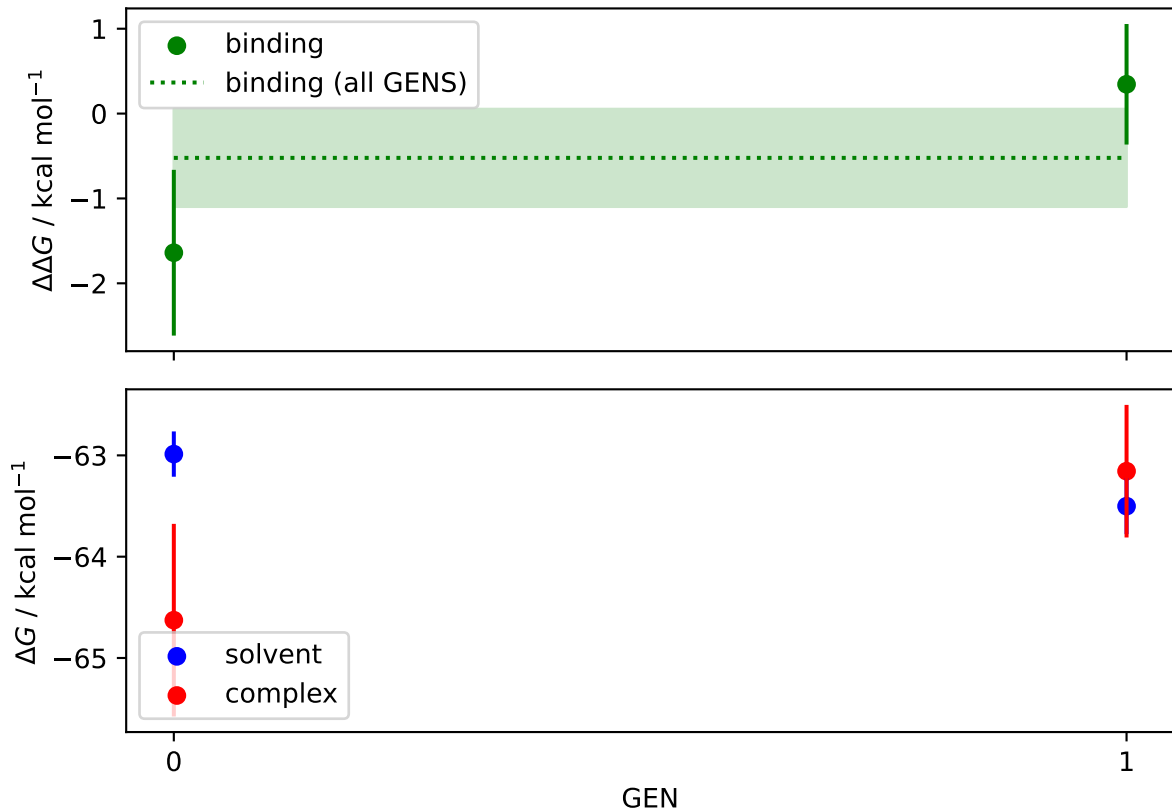 1
0
−1
−2
ΔΔG / kcal mol⁻¹
binding
binding (all GENS)
−63
−64
−65
ΔG / kcal mol⁻¹
solvent
complex
0
1
GEN